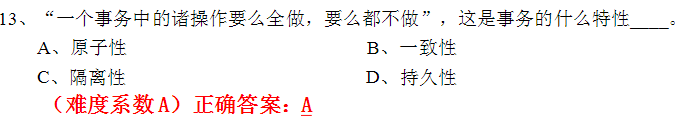 13、“一个事务中的诸操作要么全做，要么都不做”，这是事务的什么特性____。
A、原子性 B、一致性
C、隔离性 D、持久性
（难度系数A）正确答案：A